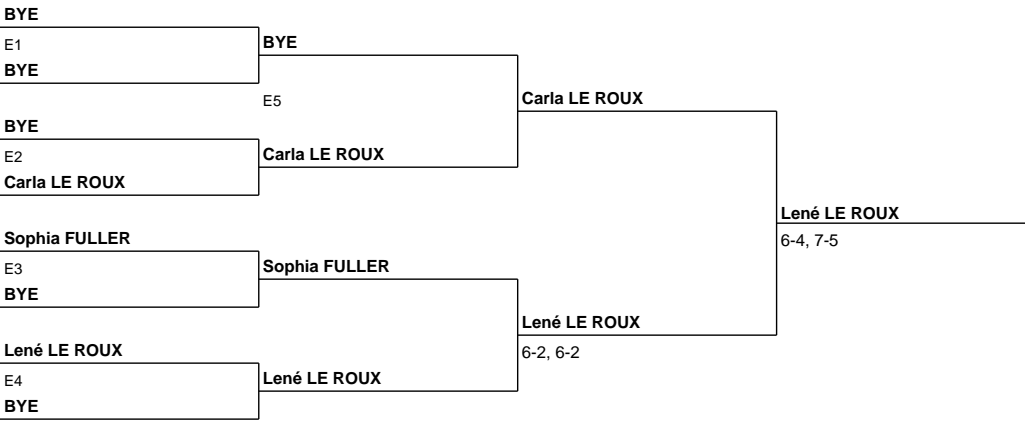 BYE
E1
BYE
BYE
E5
BYE
E2
Carla LE ROUX
Carla LE ROUX
Carla LE ROUX
Sophia FULLER
E3
BYE
Sophia FULLER
Lené LE ROUX
E4
BYE
Lené LE ROUX
Lené LE ROUX
6-2, 6-2
Lené LE ROUX
6-4, 7-5